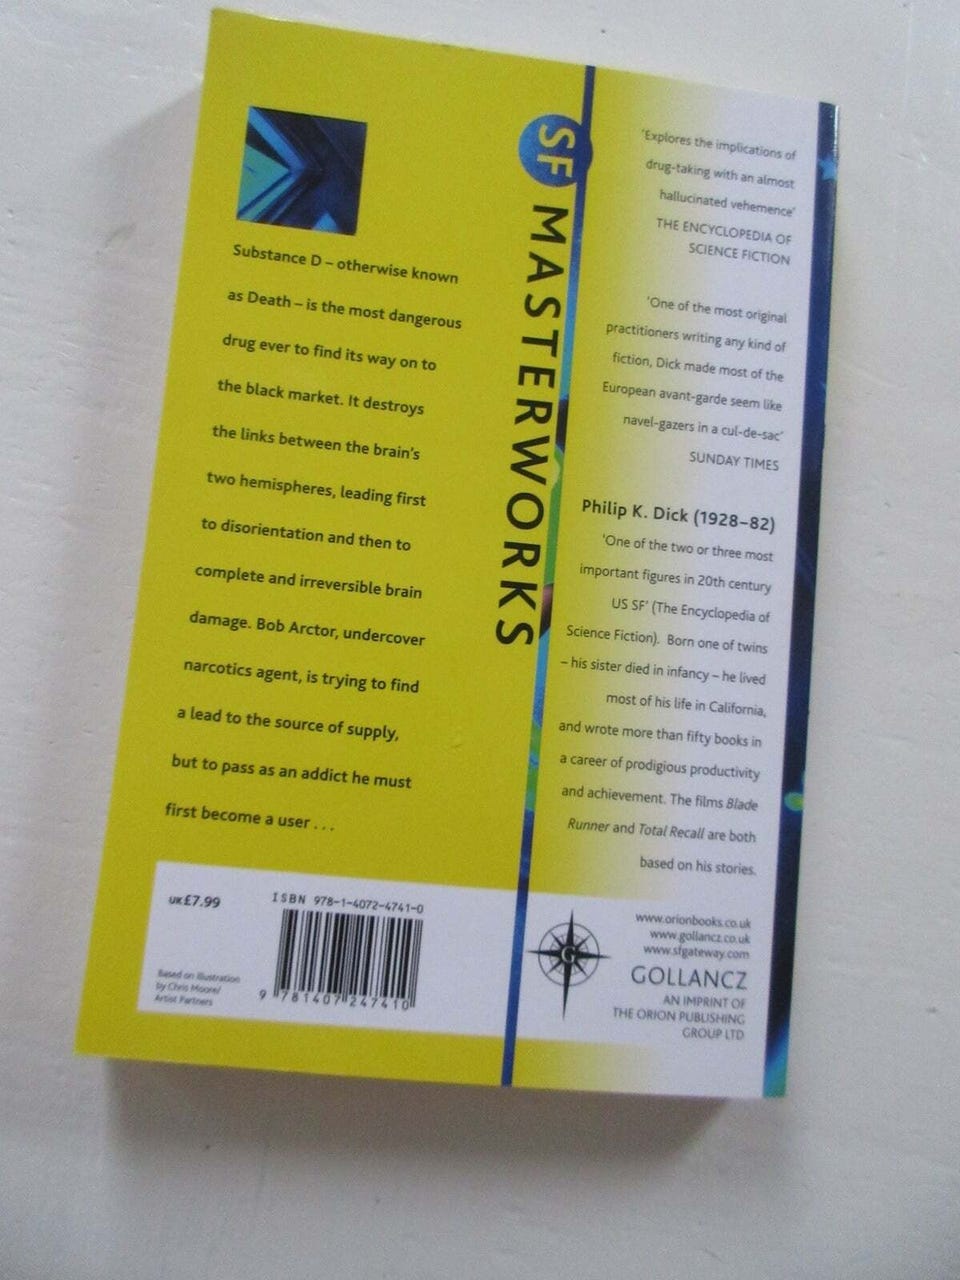 Substance D – otherwise known
as Death – is the most dangerous
drug ever to find its way on to
the black market. It destroys
the links between the brain's
two hemispheres, leading first
to disorientation and then to
complete and irreversible brain
damage. Bob Arctor, undercover
narcotics agent, is trying to find
a lead to the source of supply,
but to pass as an addict he must
first become a user . . .
UK£7.99
ISBN 978-1-4072-4741-0
9 781407 247410
Based on illustration
by Chris Moore/
Artist Partners
SF MASTERWORKS
'Explores the implications of
drug-taking with an almost
hallucinated vehemence'
THE ENCYCLOPEDIA OF
SCIENCE FICTION
'One of the most original
practitioners writing any kind of
fiction, Dick made most of the
European avant-garde seem like
navel-gazers in a cul-de-sac'
SUNDAY TIMES
Philip K. Dick (1928–82)
'One of the two or three most
important figures in 20th century
US SF' (The Encyclopedia of
Science Fiction). Born one of twins
– his sister died in infancy – he lived
most of his life in California,
and wrote more than fifty books in
a career of prodigious productivity
and achievement. The films Blade
Runner and Total Recall are both
based on his stories.
www.orionbooks.co.uk
www.gollancz.co.uk
www.sfgateway.com
G
GOLLANCZ
AN IMPRINT OF
THE ORION PUBLISHING
GROUP LTD